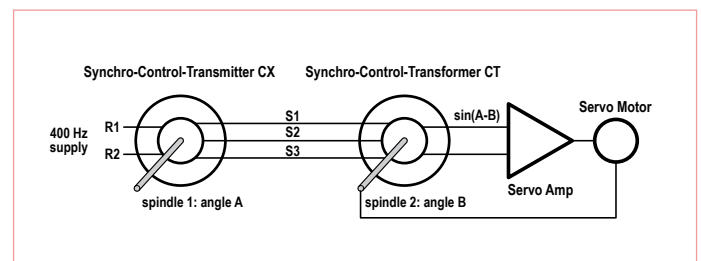 Synchro-Control-Transmitter CX
Synchro-Control-Transformer CT
400 Hz
supply
R1
R2
S1
S2
S3
sin(A-B)
Servo Motor
Servo Amp
spindle 1: angle A
spindle 2: angle B